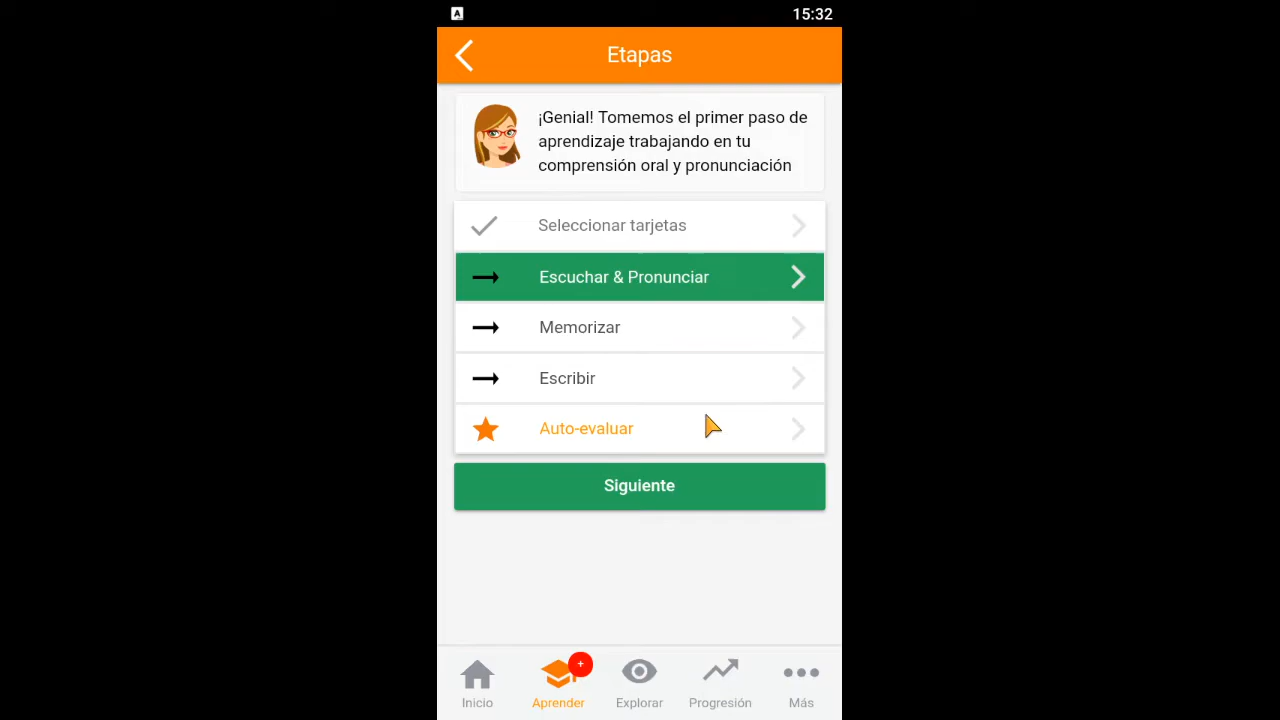 A
15:32
Etapas
¡Genial! Tomemos el primer paso de
aprendizaje trabajando en tu
comprensión oral y pronunciación
Seleccionar tarjetas
Escuchar & Pronunciar
Memorizar
Escribir
Auto-evaluar
Siguiente
+
Inicio
Aprender
Explorar
Progresión
Más